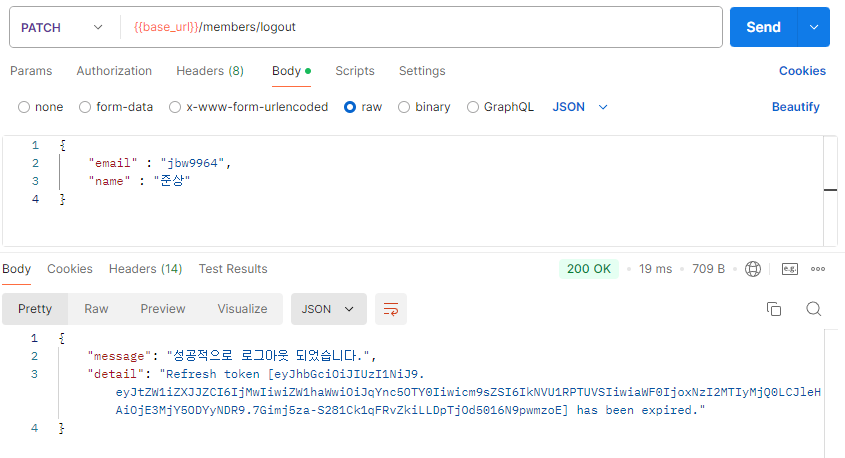 PATCH {{base_url}}/members/logout Send
Params Authorization Headers (8) Body Scripts Settings Cookies
none form-data x-www-form-urlencoded raw binary GraphQL JSON Beautify
1 {
2 "email" : "jbw9964",
3 "name" : "준상"
4 }
Body Cookies Headers (14) Test Results 200 OK • 19 ms • 709 B • e.g.
Pretty Raw Preview Visualize JSON
1 {
2 "message": "성공적으로 로그아웃 되었습니다.",
3 "detail": "Refresh token [eyJhbGciOiJIUzI1NiJ9.
eyJtZW1iZXJJZCI6IjMwIiwiZW1haWwiOiJqYnc5OTY0Iiwicm9sZSI6IkNVU1RPTUVSIiwiaWF0IjoxNzI2MTIyMjQ0LCJleH
AiOjE3MjY5ODYyNDR9.7Gimj5za-S281Ck1qFRvZkiLLDpTjOd5016N9pwmzoE] has been expired."
4 }